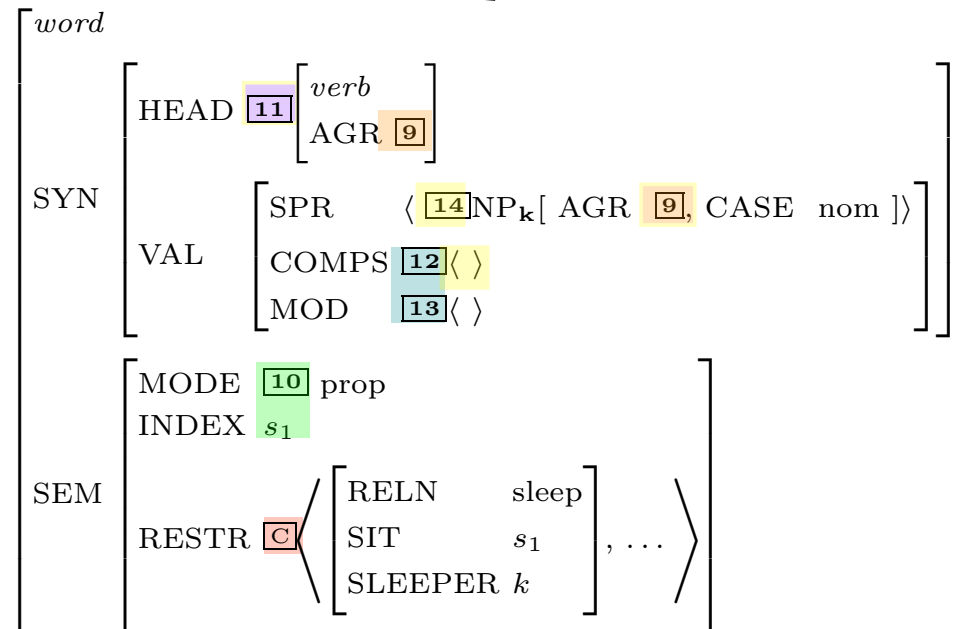 word
SYN
HEAD 11
verb
AGR 9
VAL
SPR ⟨ 14 NPk[ AGR 9, CASE nom ]⟩
COMPS 12 ⟨ ⟩
MOD 13 ⟨ ⟩
SEM
MODE 10 prop
INDEX s1
RESTR C
RELN sleep
SIT s1
SLEEPER k
, …